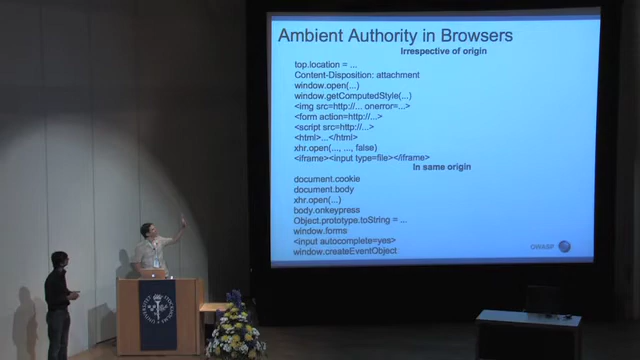 Ambient Authority in Browsers
Irrespective of origin
top.location = ...
Content-Disposition: attachment
window.open(...)
window.getComputedStyle(...)
<img src=http://... onerror=...>
<form action=http://...>
<script src=http://...>
<html>...</html>
xhr.open(..., ..., false)
<iframe><input type=file></iframe>
In same origin
document.cookie
document.body
xhr.open(...)
body.onkeypress
Object.prototype.toString = ...
window.forms
<input autocomplete=yes>
window.createEventObject
OWASP